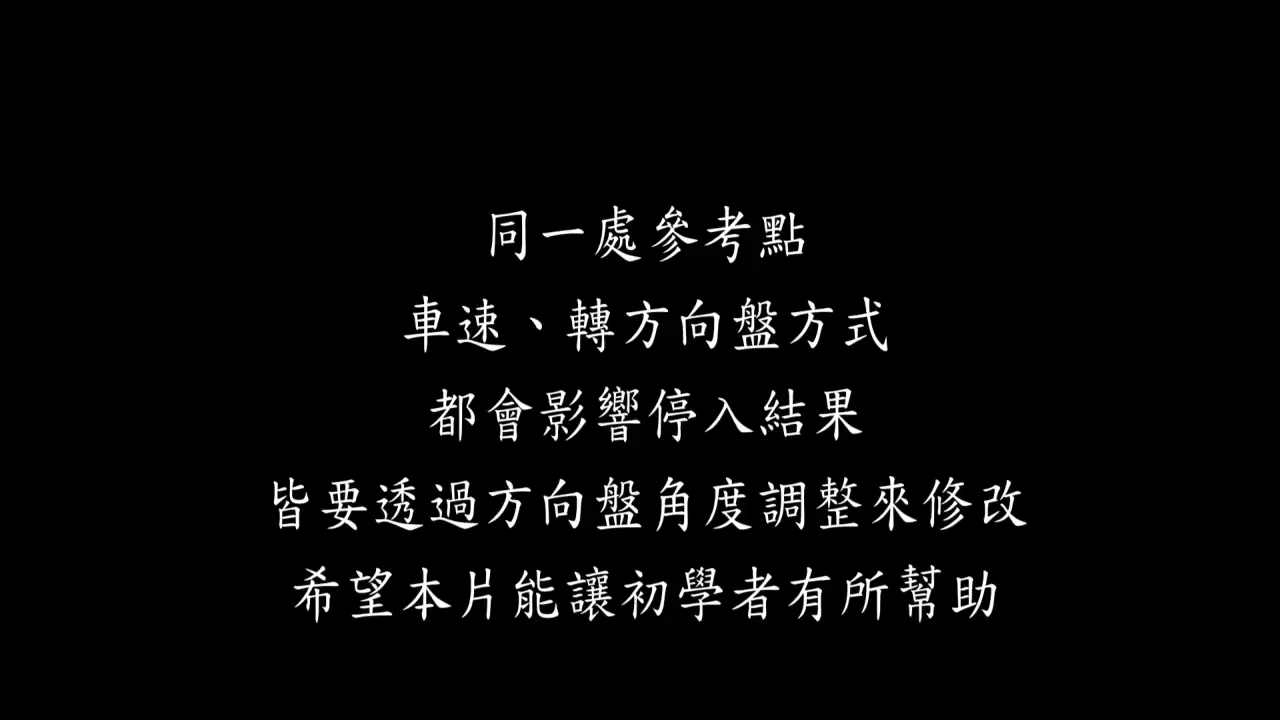 同一處參考點
車速、轉方向盤方式
都會影響停入結果
皆要透過方向盤角度調整來修改
希望本片能讓初學者有所幫助